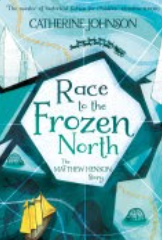 CATHERINE JOHNSON
Race
to the
Frozen
North
The
MATTHEW HENSON
Story